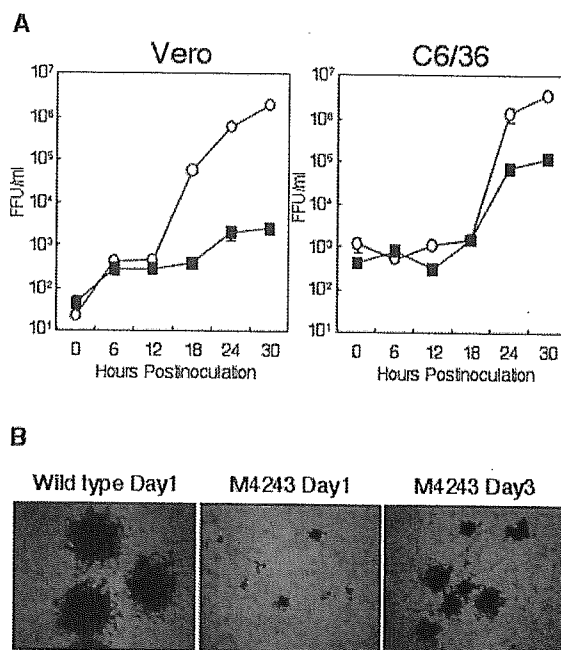 A
Vero
C6/36
FFU/ml
10⁷
10⁶
10⁵
10⁴
10³
10²
10¹
0 6 12 18 24 30
Hours Postinoculation
FFU/ml
10⁷
10⁶
10⁵
10⁴
10³
10²
10¹
0 6 12 18 24 30
Hours Postinoculation
B
Wild type Day1
M4243 Day1
M4243 Day3